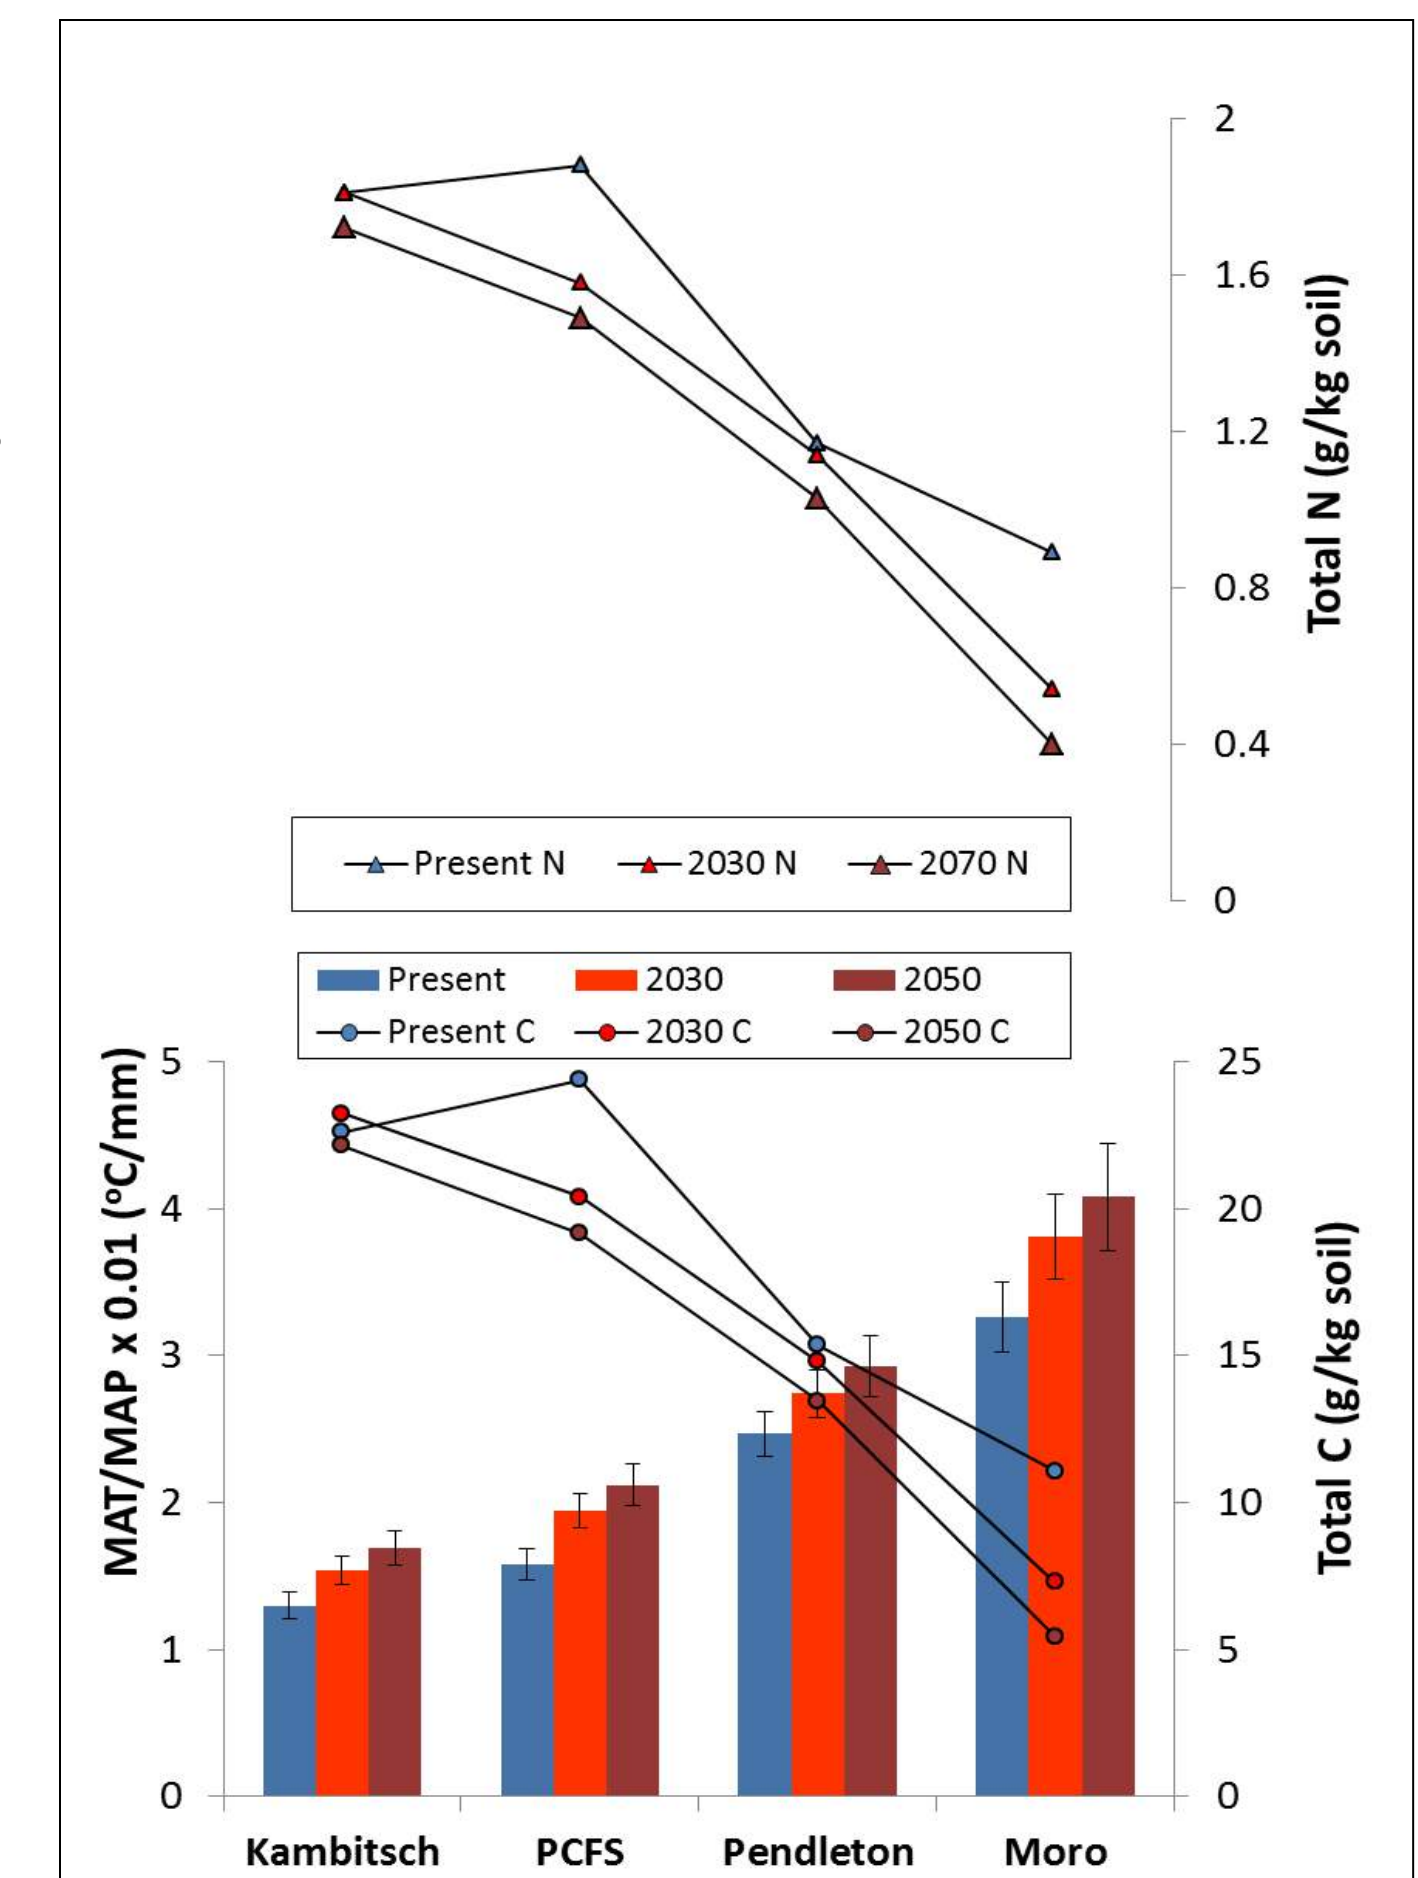 2
1.6
1.2
0.8
0.4
0
Total N (g/kg soil)
Present N 2030 N 2070 N
Present 2030 2050
Present C 2030 C 2050 C
MAT/MAP x 0.01 (ºC/mm)
5
4
3
2
1
0
25
20
15
10
5
0
Total C (g/kg soil)
Kambitsch PCFS Pendleton Moro